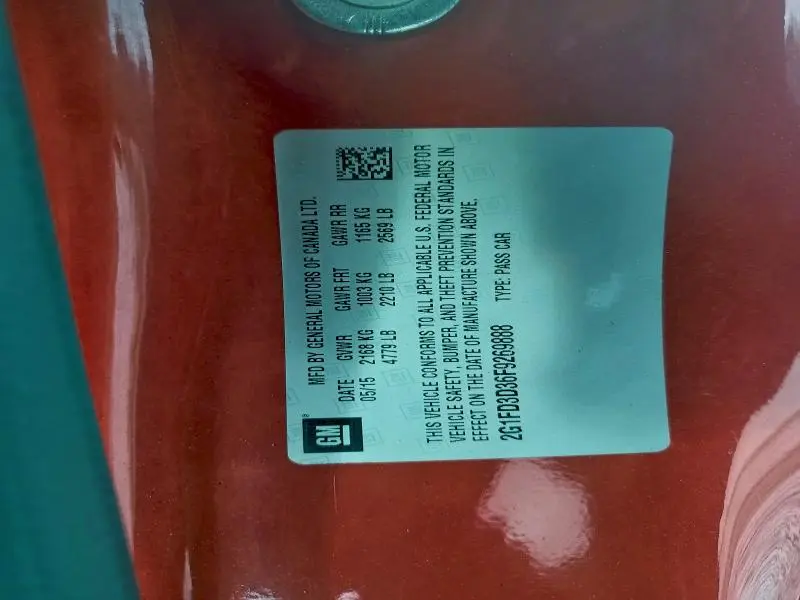 MFD BY GENERAL MOTORS OF CANADA LTD.
DATE GVWR GAWR FRT GAWR RR
05/15 2168 KG 1003 KG 1165 KG
4779 LB 2210 LB 2569 LB
GM®
THIS VEHICLE CONFORMS TO ALL APPLICABLE U.S. FEDERAL MOTOR
VEHICLE SAFETY, BUMPER, AND THEFT PREVENTION STANDARDS IN
EFFECT ON THE DATE OF MANUFACTURE SHOWN ABOVE.
2G1FD3D36F9269888 TYPE: PASS CAR